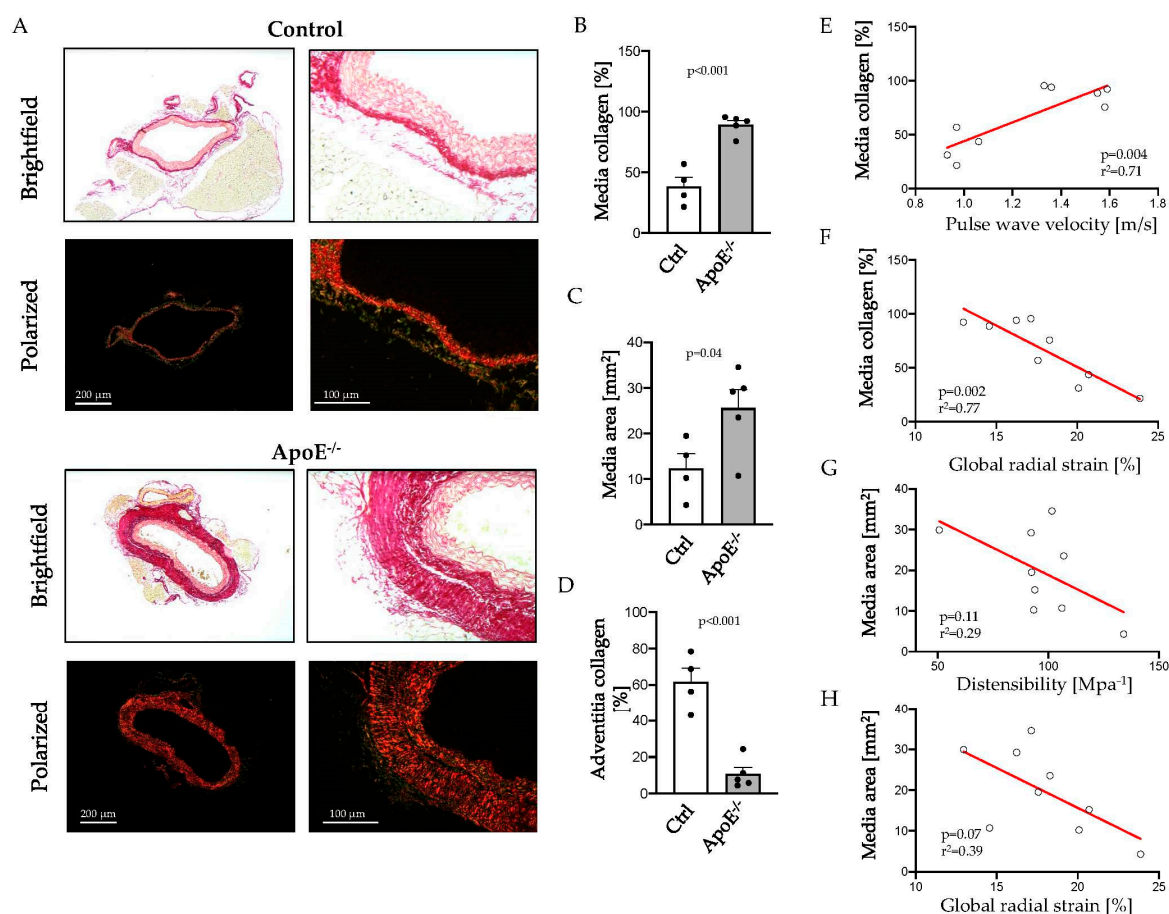 A
Control
Brightfield
Polarized
200 µm
100 µm
ApoE-/-
Brightfield
Polarized
200 µm
100 µm
B
Media collagen [%]
150
100
50
0
p<0.001
Ctrl
ApoE-/-
C
Media area [mm²]
40
30
20
10
0
p=0.04
Ctrl
ApoE-/-
D
Adventitia collagen
[%]
100
80
60
40
20
0
p<0.001
Ctrl
ApoE-/-
E
Media collagen [%]
150
100
50
0
p=0.004
r²=0.71
0.8 1.0 1.2 1.4 1.6 1.8
Pulse wave velocity [m/s]
F
Media collagen [%]
150
100
50
0
p=0.002
r²=0.77
10 15 20 25
Global radial strain [%]
G
Media area [mm²]
40
30
20
10
0
p=0.11
r²=0.29
50 100 150
Distensibility [Mpa-1]
H
Media area [mm²]
40
30
20
10
0
p=0.07
r²=0.39
10 15 20 25
Global radial strain [%]